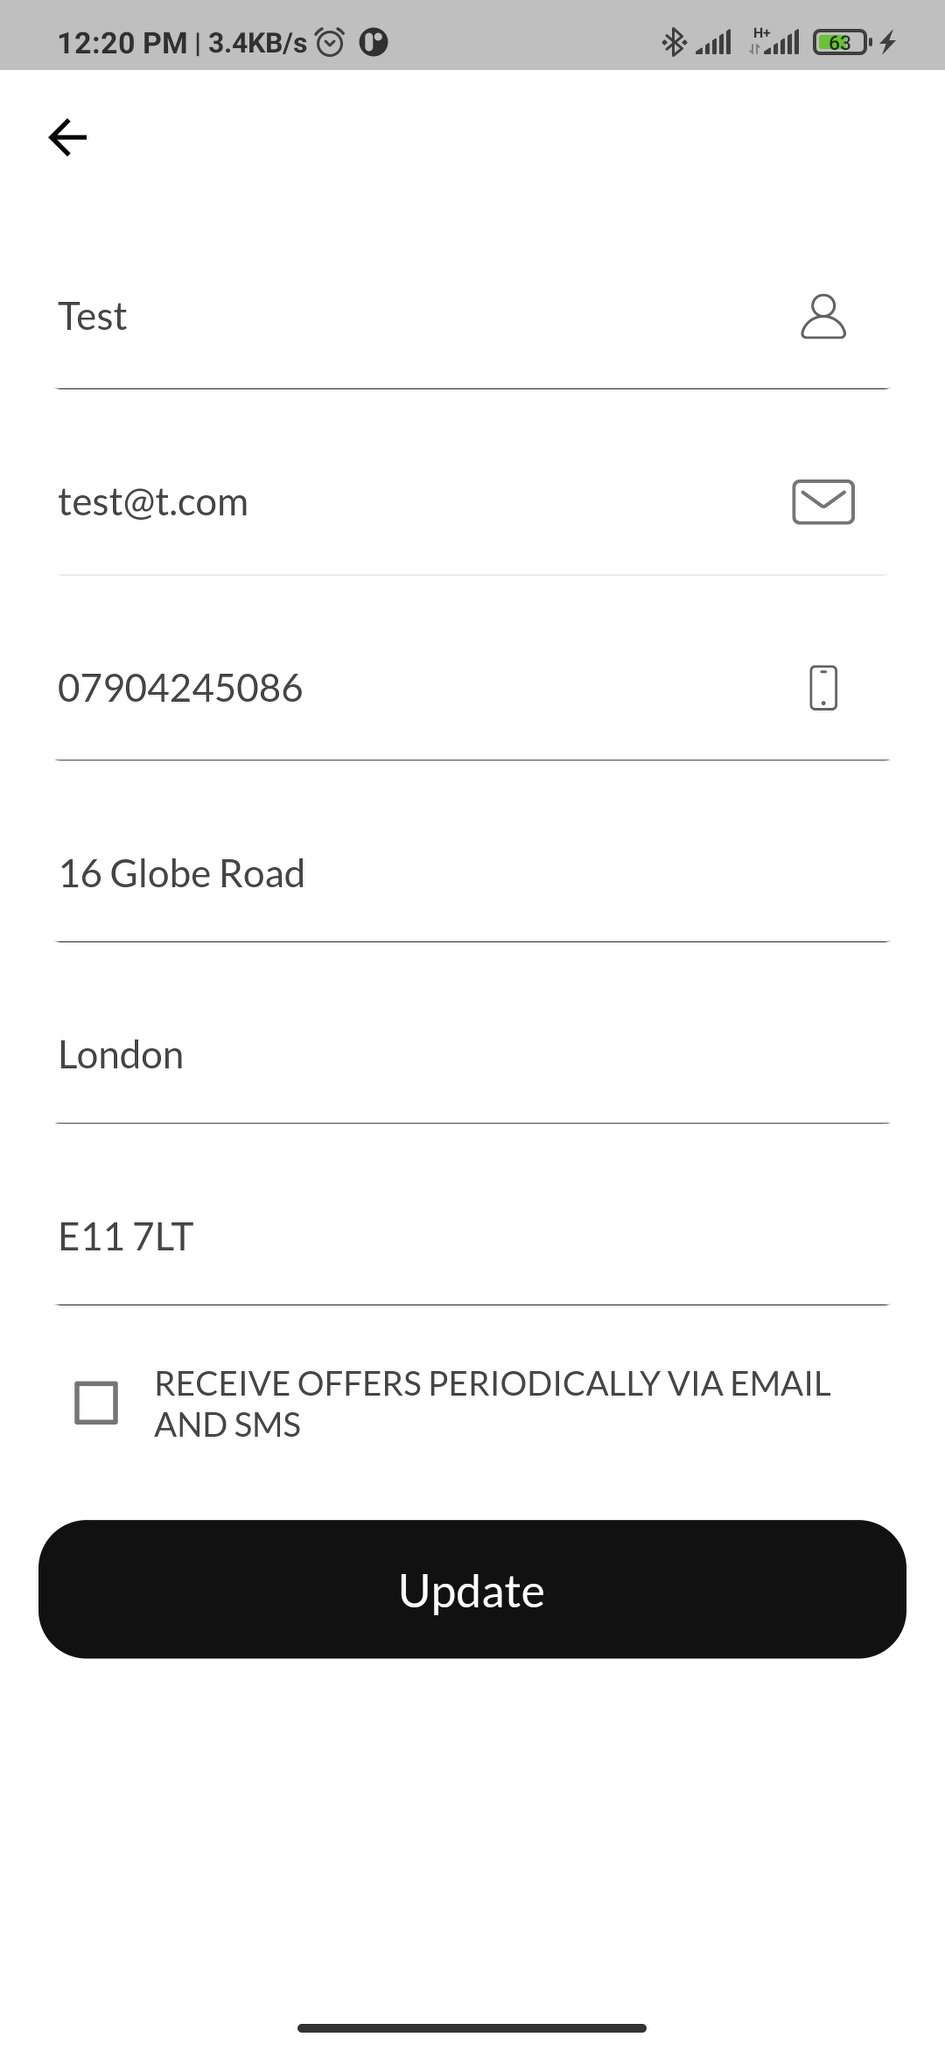 12:20 PM | 3.4KB/s H+ 63
Test
test@t.com
07904245086
16 Globe Road
London
E11 7LT
RECEIVE OFFERS PERIODICALLY VIA EMAIL
AND SMS
Update